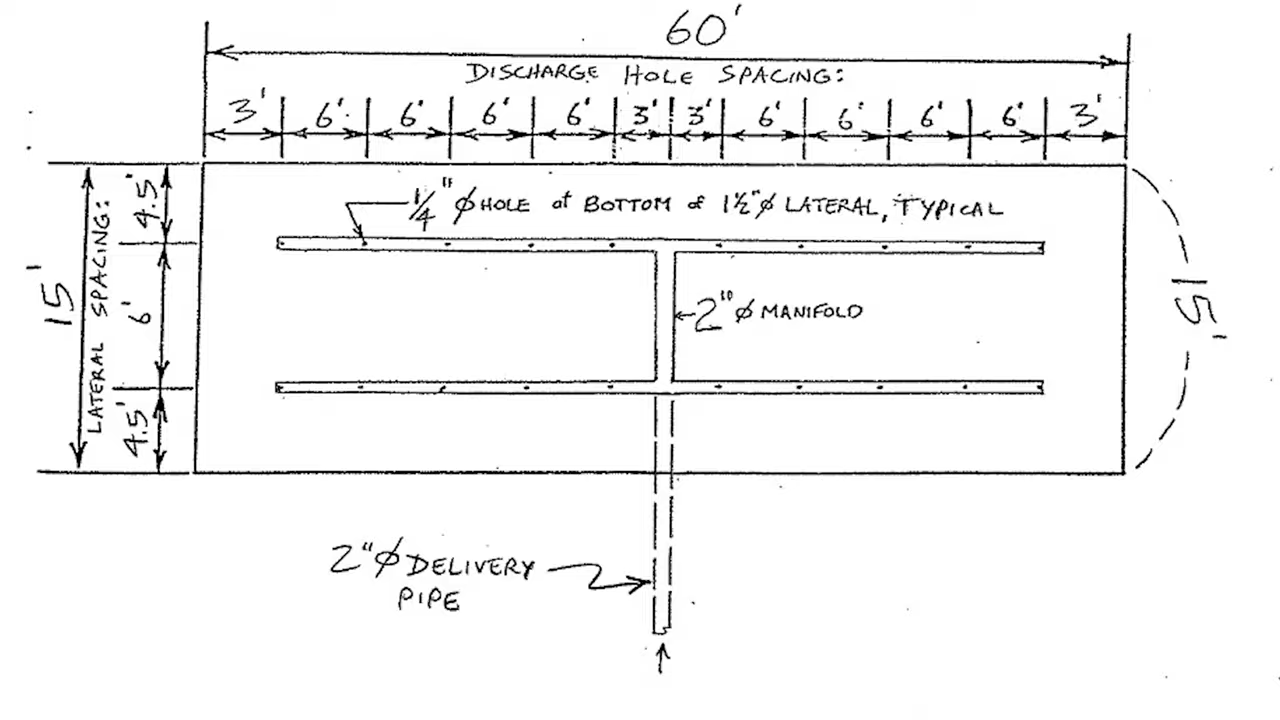 60'
DISCHARGE HOLE SPACING:
3' 6' 6' 6' 6' 3' 3' 6' 6' 6' 6' 3'
1/4" Ø HOLE at BOTTOM of 1½" Ø LATERAL, TYPICAL
15'
LATERAL SPACING:
4.5'
6'
4.5'
2" Ø MANIFOLD
15'
2" Ø DELIVERY
PIPE